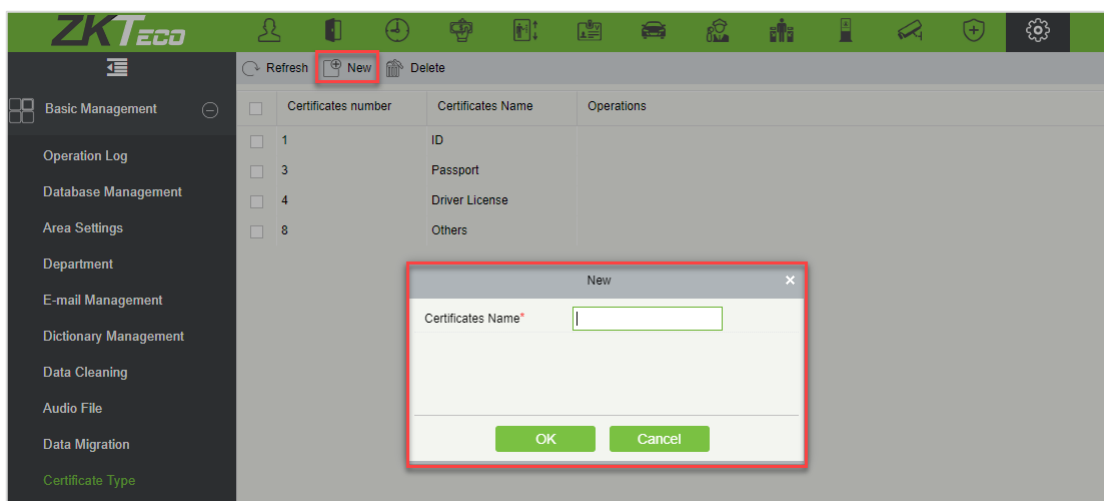 ZKTECO
Refresh New Delete
Basic Management
Certificates number Certificates Name Operations
Operation Log
1 ID
3 Passport
Database Management
4 Driver License
Area Settings
8 Others
Department
New
E-mail Management
Certificates Name*
Dictionary Management
Data Cleaning
Audio File
Data Migration
OK Cancel
Certificate Type